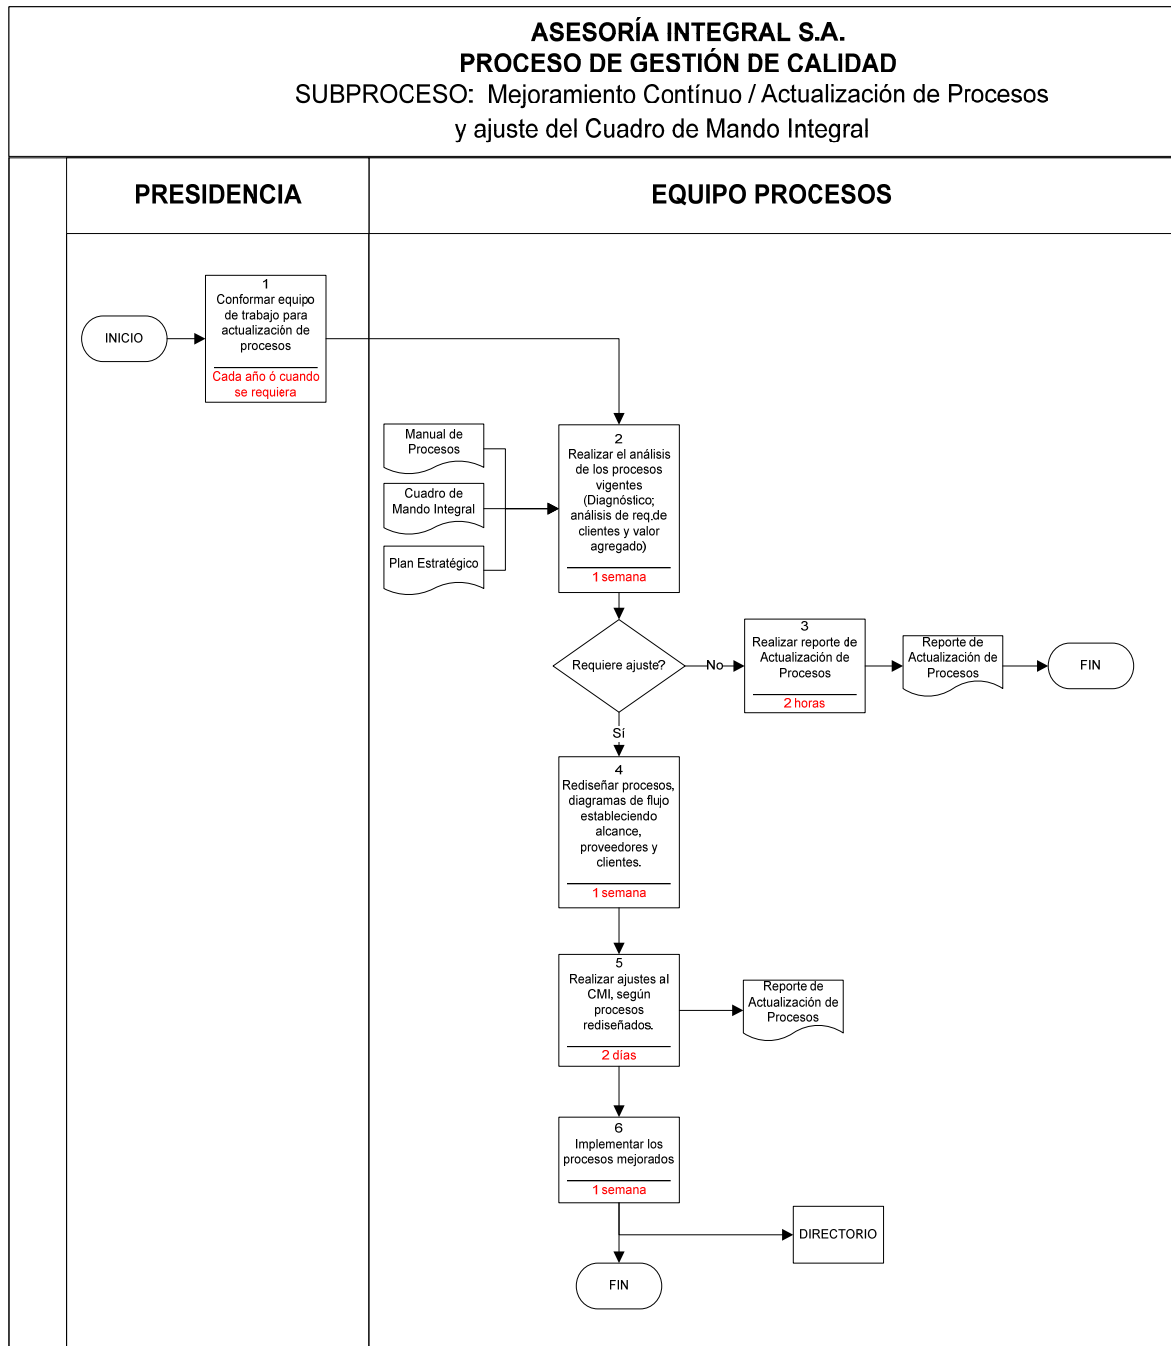 ASESORÍA INTEGRAL S.A.
PROCESO DE GESTIÓN DE CALIDAD
SUBPROCESO: Mejoramiento Contínuo / Actualización de Procesos
y ajuste del Cuadro de Mando Integral
PRESIDENCIA
EQUIPO PROCESOS
INICIO
1
Conformar equipo
de trabajo para
actualización de
procesos
Cada año ó cuando
se requiera
Manual de
Procesos
Cuadro de
Mando Integral
Plan Estratégico
2
Realizar el análisis
de los procesos
vigentes
(Diagnóstico;
análisis de req.de
clientes y valor
agregado)
1 semana
Requiere ajuste?
No
3
Realizar reporte de
Actualización de
Procesos
2 horas
Reporte de
Actualización de
Procesos
FIN
Sí
4
Rediseñar procesos,
diagramas de flujo
estableciendo
alcance,
proveedores y
clientes.
1 semana
5
Realizar ajustes al
CMI, según
procesos
rediseñados.
2 días
Reporte de
Actualización de
Procesos
6
Implementar los
procesos mejorados
1 semana
DIRECTORIO
FIN